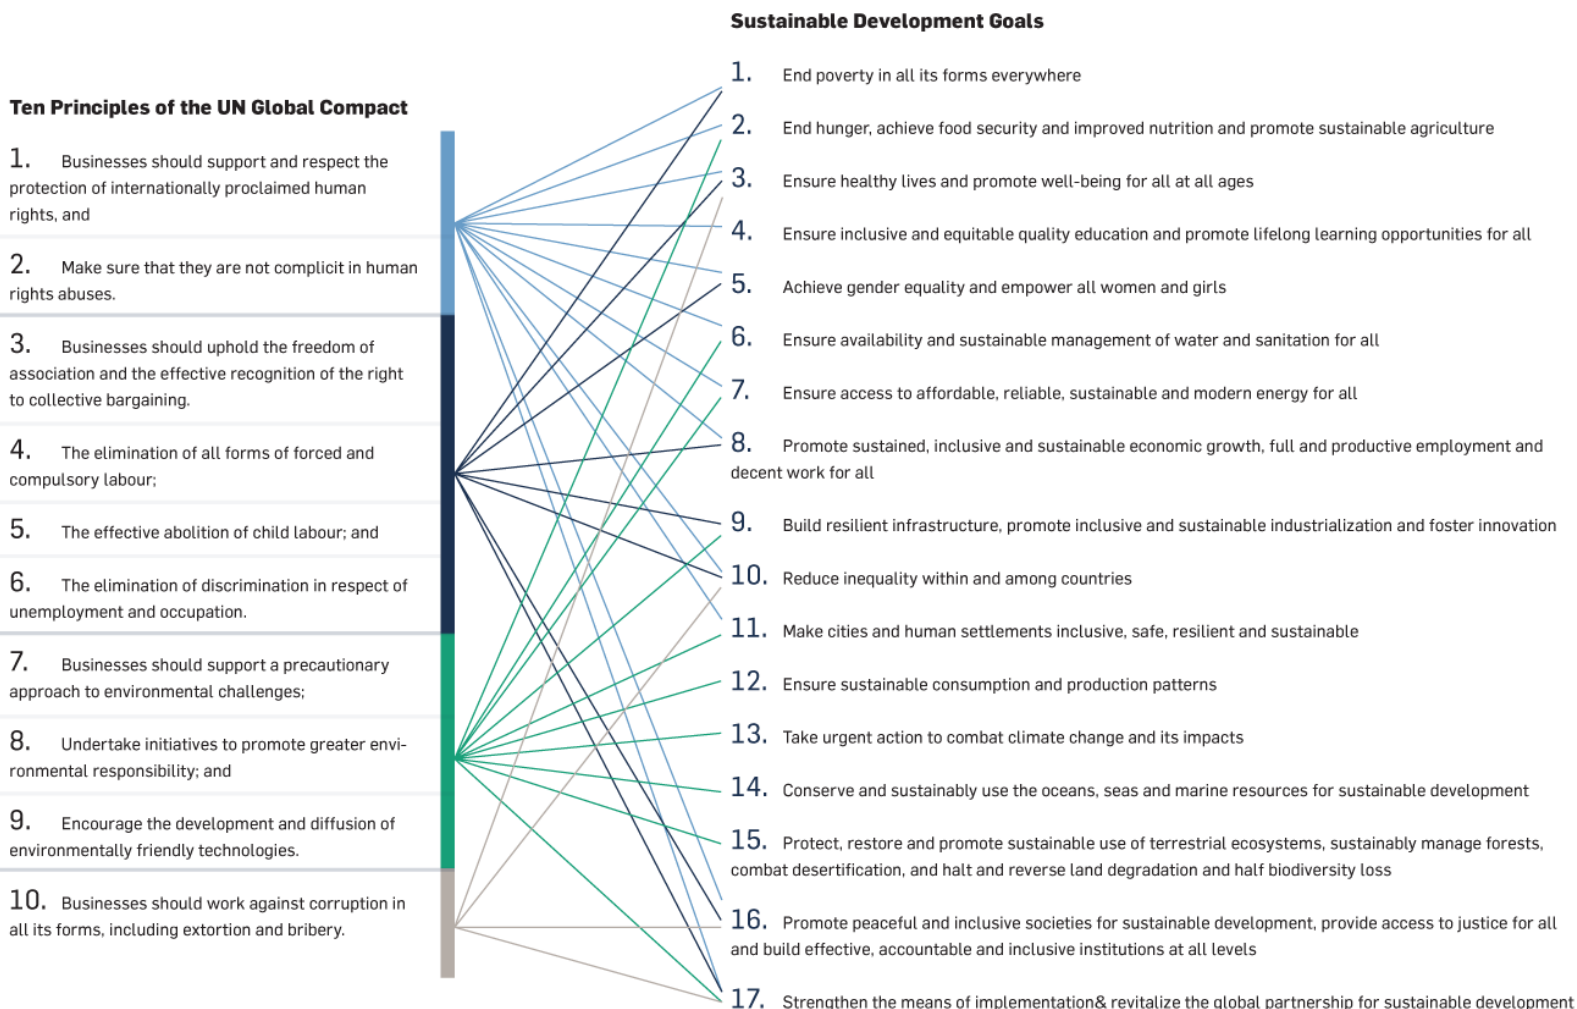 Ten Principles of the UN Global Compact
1. Businesses should support and respect the
protection of internationally proclaimed human
rights, and
2. Make sure that they are not complicit in human
rights abuses.
3. Businesses should uphold the freedom of
association and the effective recognition of the right
to collective bargaining.
4. The elimination of all forms of forced and
compulsory labour;
5. The effective abolition of child labour; and
6. The elimination of discrimination in respect of
unemployment and occupation.
7. Businesses should support a precautionary
approach to environmental challenges;
8. Undertake initiatives to promote greater envi-
ronmental responsibility; and
9. Encourage the development and diffusion of
environmentally friendly technologies.
10. Businesses should work against corruption in
all its forms, including extortion and bribery.
Sustainable Development Goals
1. End poverty in all its forms everywhere
2. End hunger, achieve food security and improved nutrition and promote sustainable agriculture
3. Ensure healthy lives and promote well-being for all at all ages
4. Ensure inclusive and equitable quality education and promote lifelong learning opportunities for all
5. Achieve gender equality and empower all women and girls
6. Ensure availability and sustainable management of water and sanitation for all
7. Ensure access to affordable, reliable, sustainable and modern energy for all
8. Promote sustained, inclusive and sustainable economic growth, full and productive employment and
decent work for all
9. Build resilient infrastructure, promote inclusive and sustainable industrialization and foster innovation
10. Reduce inequality within and among countries
11. Make cities and human settlements inclusive, safe, resilient and sustainable
12. Ensure sustainable consumption and production patterns
13. Take urgent action to combat climate change and its impacts
14. Conserve and sustainably use the oceans, seas and marine resources for sustainable development
15. Protect, restore and promote sustainable use of terrestrial ecosystems, sustainably manage forests,
combat desertification, and halt and reverse land degradation and half biodiversity loss
16. Promote peaceful and inclusive societies for sustainable development, provide access to justice for all
and build effective, accountable and inclusive institutions at all levels
17. Strengthen the means of implementation& revitalize the global partnership for sustainable development